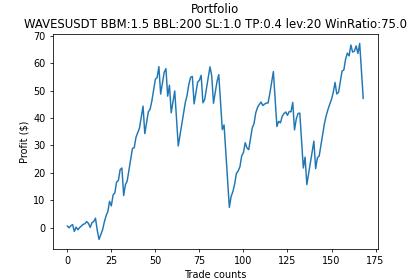 Portfolio
WAVESUSDT BBM:1.5 BBL:200 SL:1.0 TP:0.4 lev:20 WinRatio:75.0
70
60
50
40
30
20
10
0
Profit ($)
0 25 50 75 100 125 150 175
Trade counts